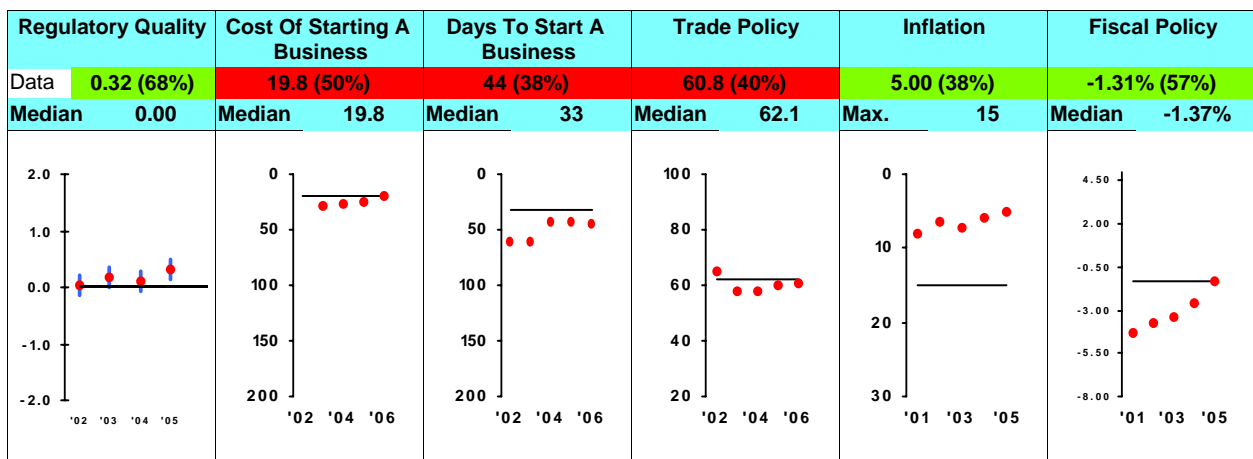 Regulatory Quality
Data 0.32 (68%)
Median 0.00
2.0
1.0
0.0
-1.0
-2.0
'02 '03 '04 '05
Cost Of Starting A
Business
19.8 (50%)
Median 19.8
0
50
100
150
200
'02 '04 '06
Days To Start A
Business
44 (38%)
Median 33
0
50
100
150
200
'02 '04 '06
Trade Policy
60.8 (40%)
Median 62.1
100
80
60
40
20
'02 '04 '06
Inflation
5.00 (38%)
Max. 15
0
10
20
30
'01 '03 '05
Fiscal Policy
-1.31% (57%)
Median -1.37%
4.50
2.00
-0.50
-3.00
-5.50
-8.00
'01 '03 '05